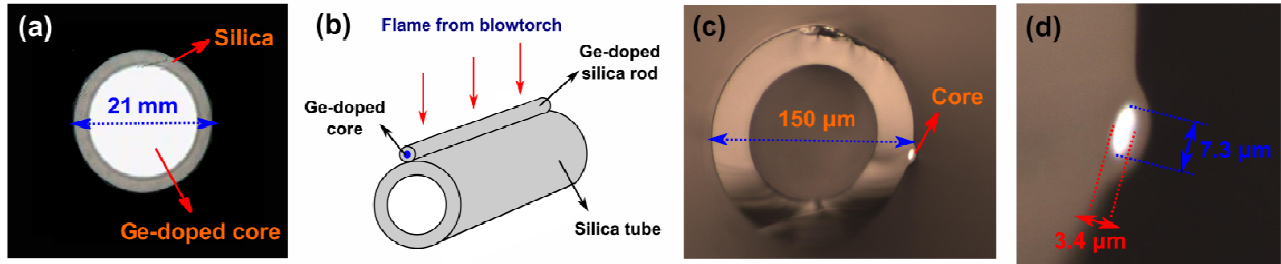 (a)
Silica
21 mm
Ge-doped core
(b)
Flame from blowtorch
Ge-doped
silica rod
Ge-doped
core
Silica tube
(c)
Core
150 µm
(d)
7.3 µm
3.4 µm